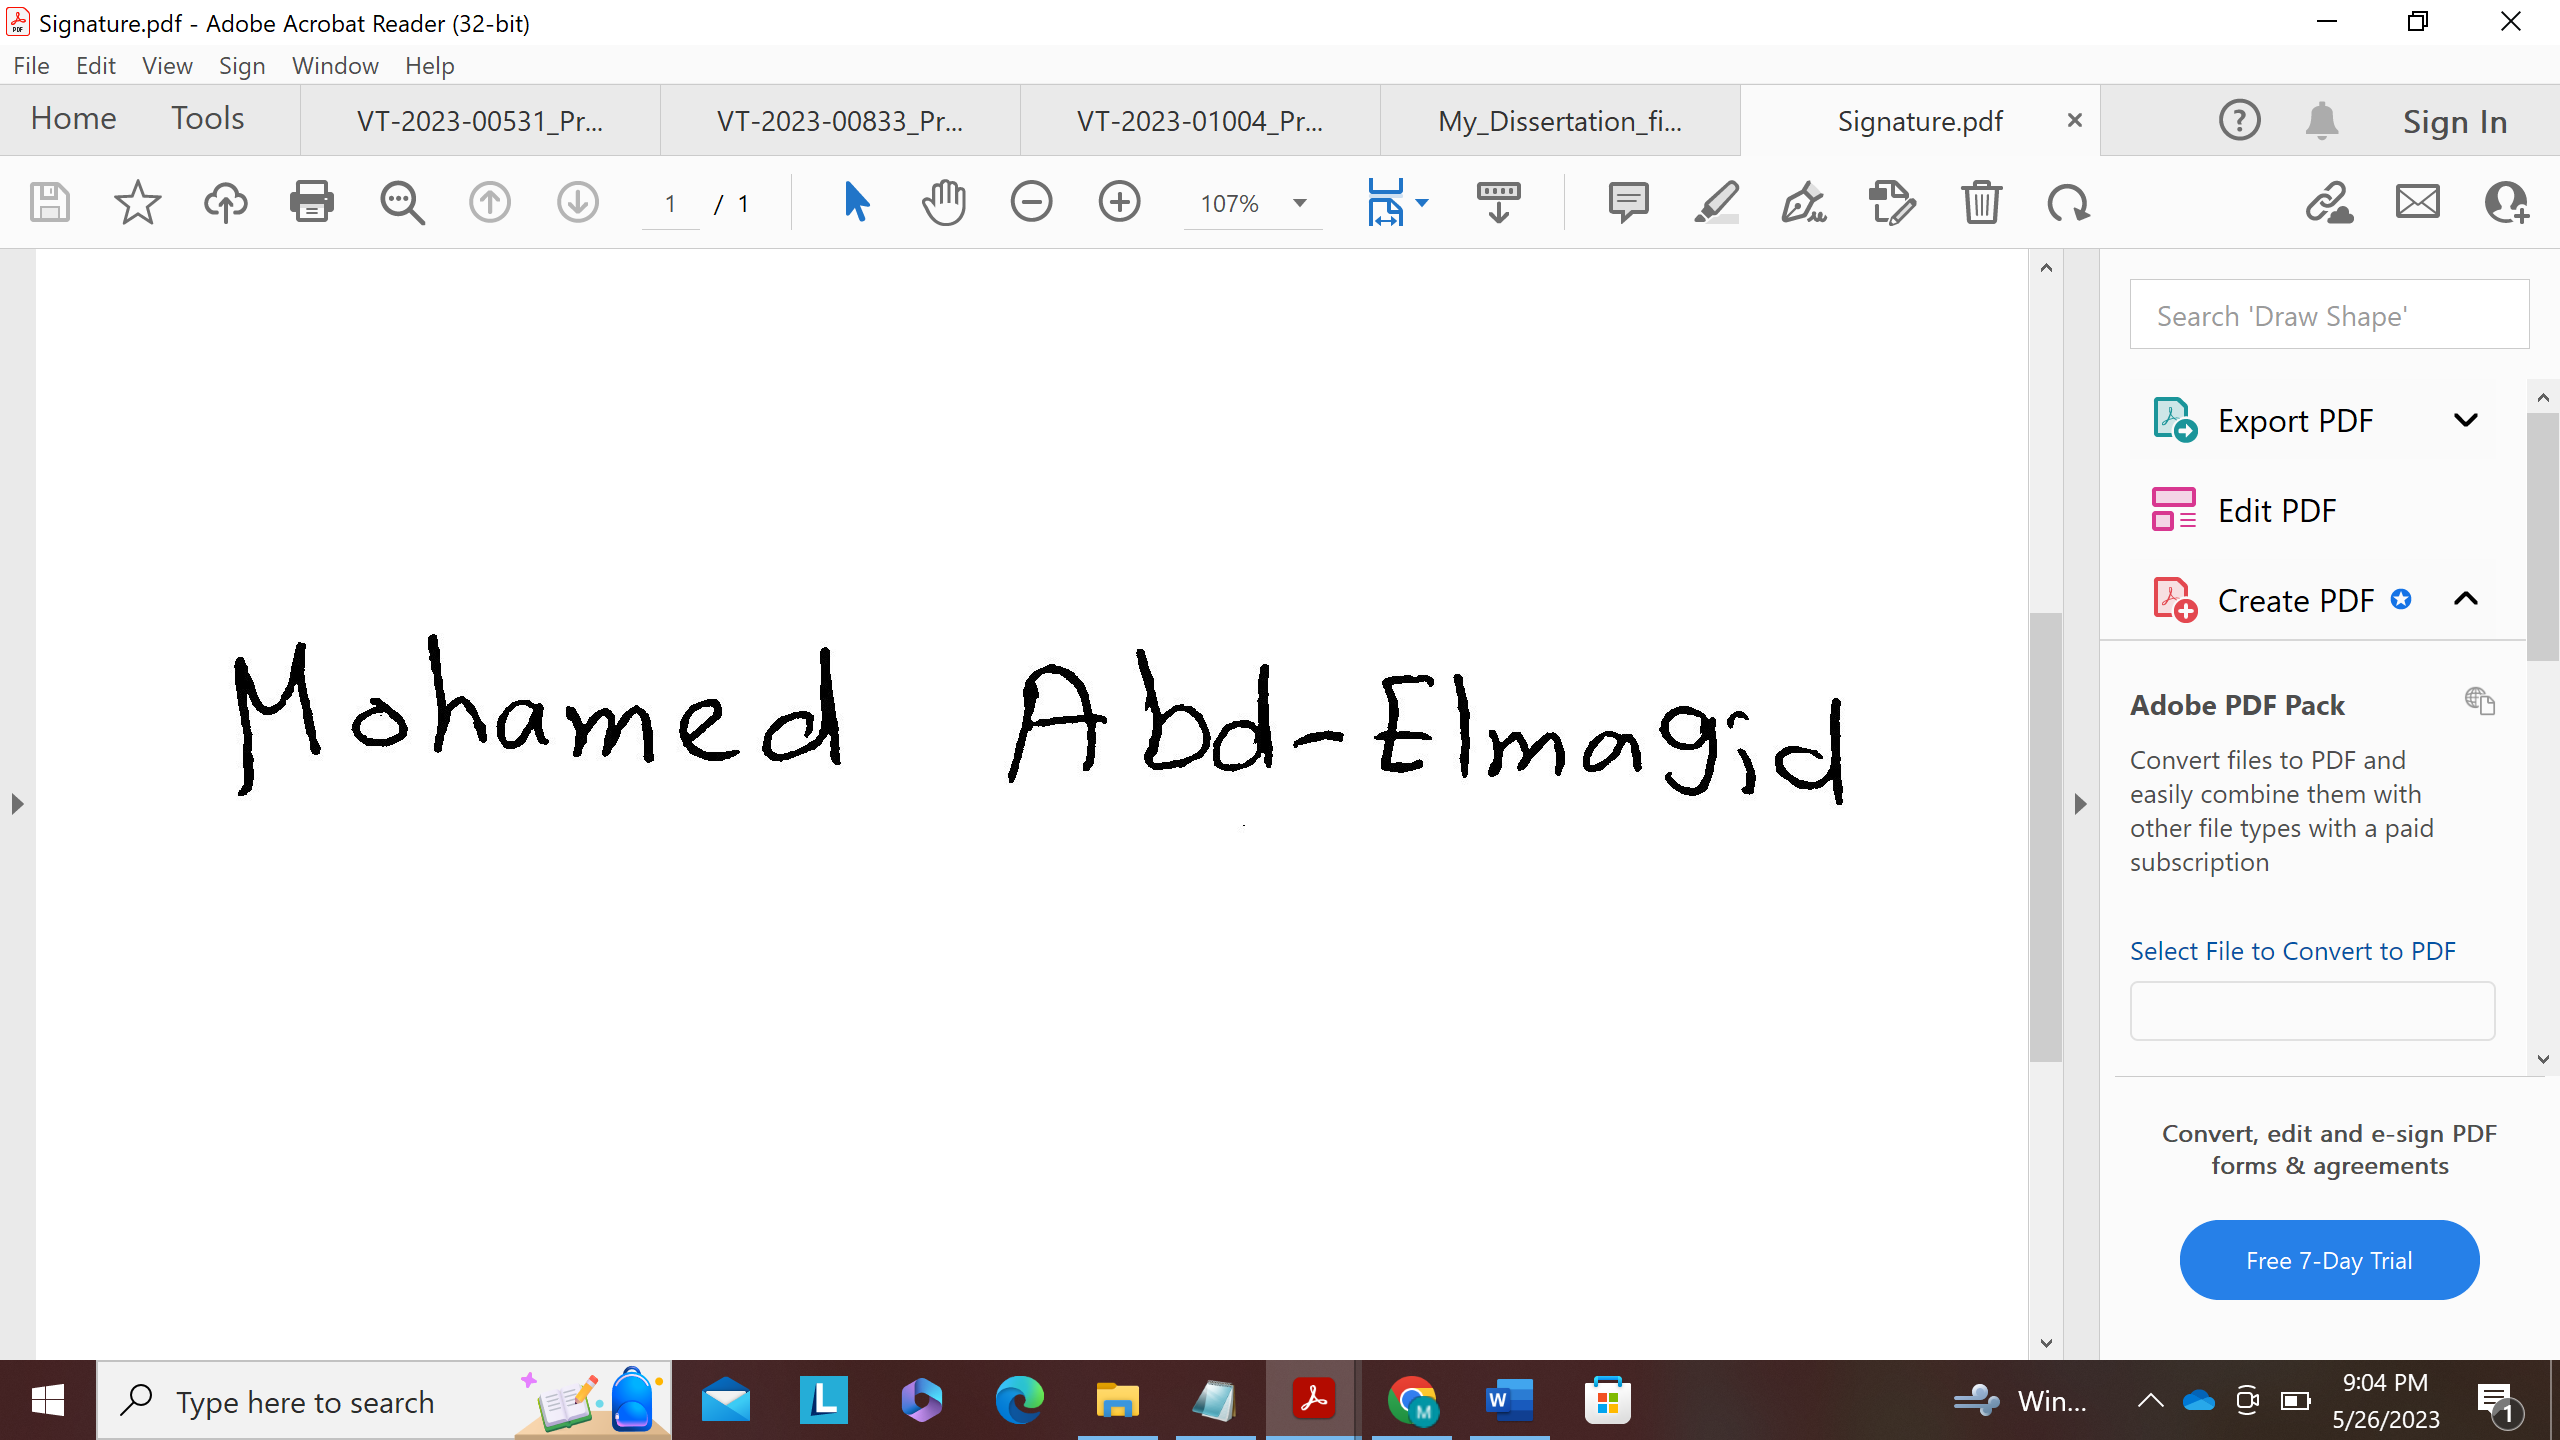 Signature.pdf - Adobe Acrobat Reader (32-bit)
File Edit View Sign Window Help
Home Tools VT-2023-00531_Pr... VT-2023-00833_Pr... VT-2023-01004_Pr... My_Dissertation_fi... Signature.pdf Sign In
1 / 1 107%
Search 'Draw Shape'
Export PDF
Edit PDF
Create PDF
Mohamed Abd-Elmagid
Adobe PDF Pack
Convert files to PDF and
easily combine them with
other file types with a paid
subscription
Select File to Convert to PDF
Convert, edit and e-sign PDF
forms & agreements
Free 7-Day Trial
Type here to search
Win...
9:04 PM
5/26/2023
1